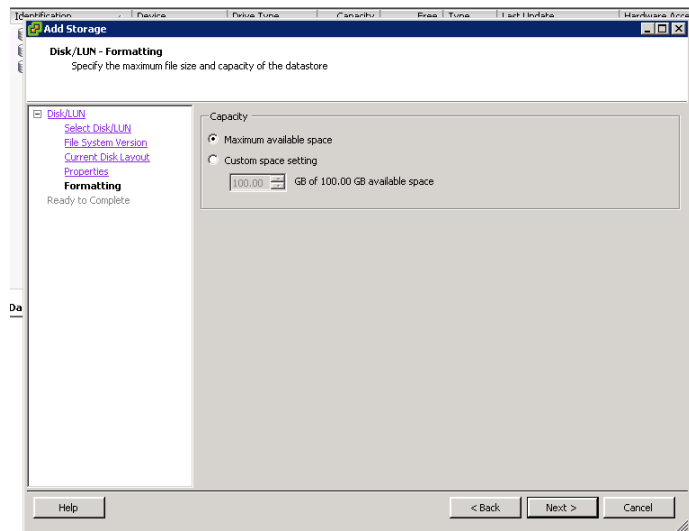 Identification
Device
Drive Type
Capacity
Free
Type
Last Update
Hardware Acce
Add Storage
Disk/LUN - Formatting
Specify the maximum file size and capacity of the datastore
Disk/LUN
Select Disk/LUN
File System Version
Current Disk Layout
Properties
Formatting
Ready to Complete
Capacity
Maximum available space
Custom space setting
100.00 GB of 100.00 GB available space
Da
Help
< Back
Next >
Cancel